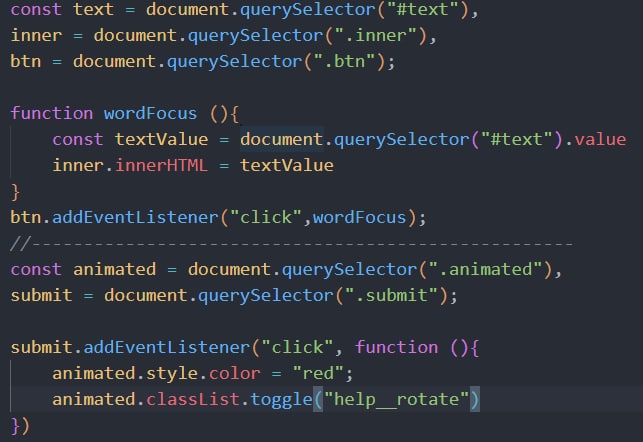 const text = document.querySelector("#text"),
inner = document.querySelector(".inner"),
btn = document.querySelector(".btn");
function wordFocus (){
const textValue = document.querySelector("#text").value
inner.innerHTML = textValue
}
btn.addEventListener("click",wordFocus);
//----------------------------------------------------
const animated = document.querySelector(".animated"),
submit = document.querySelector(".submit");
submit.addEventListener("click", function (){
animated.style.color = "red";
animated.classList.toggle("help__rotate")
})